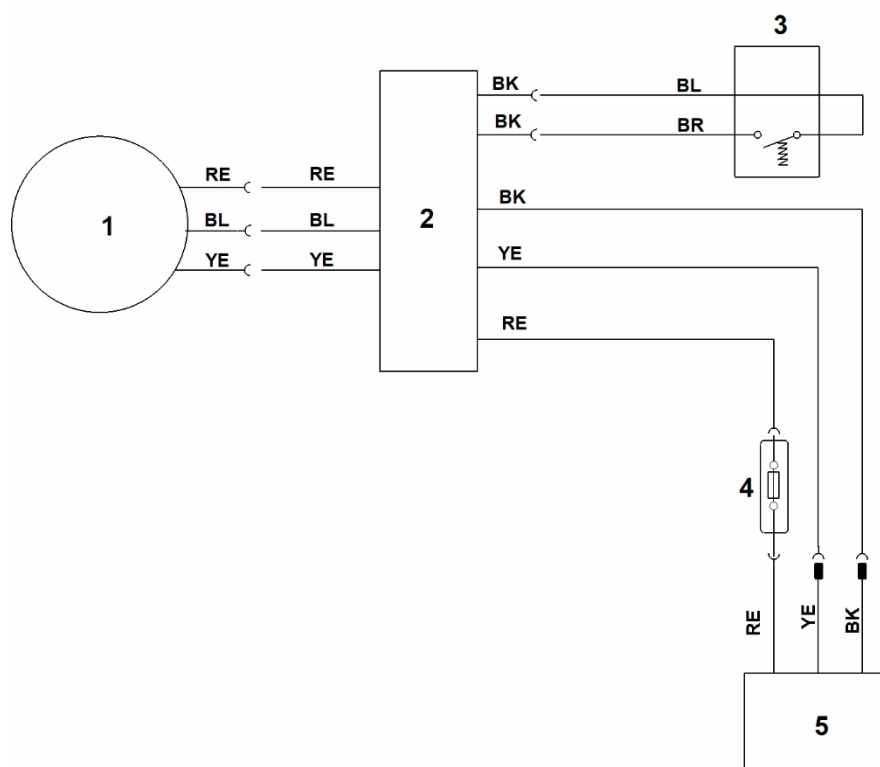 3
BK BL
BK BR
RE RE
BK
1 BL BL 2
YE YE
YE
RE
4
RE YE BK
5